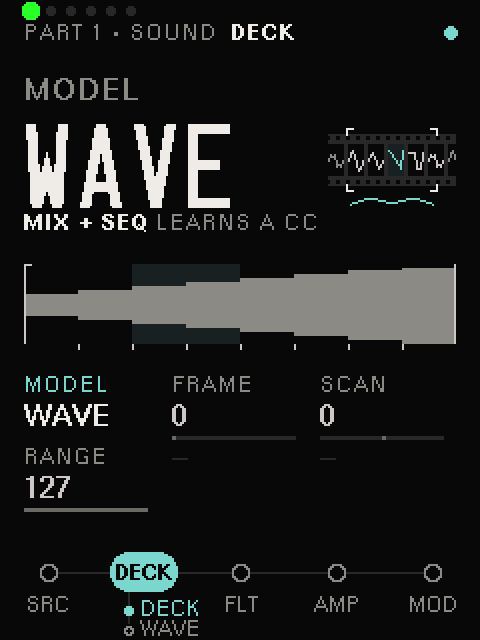 PART 1 · SOUND DECK
MODEL
WAVE
MIX + SEQ LEARNS A CC
MODEL FRAME SCAN
WAVE 0 0
RANGE — —
127
DECK
SRC FLT AMP MOD
DECK
WAVE